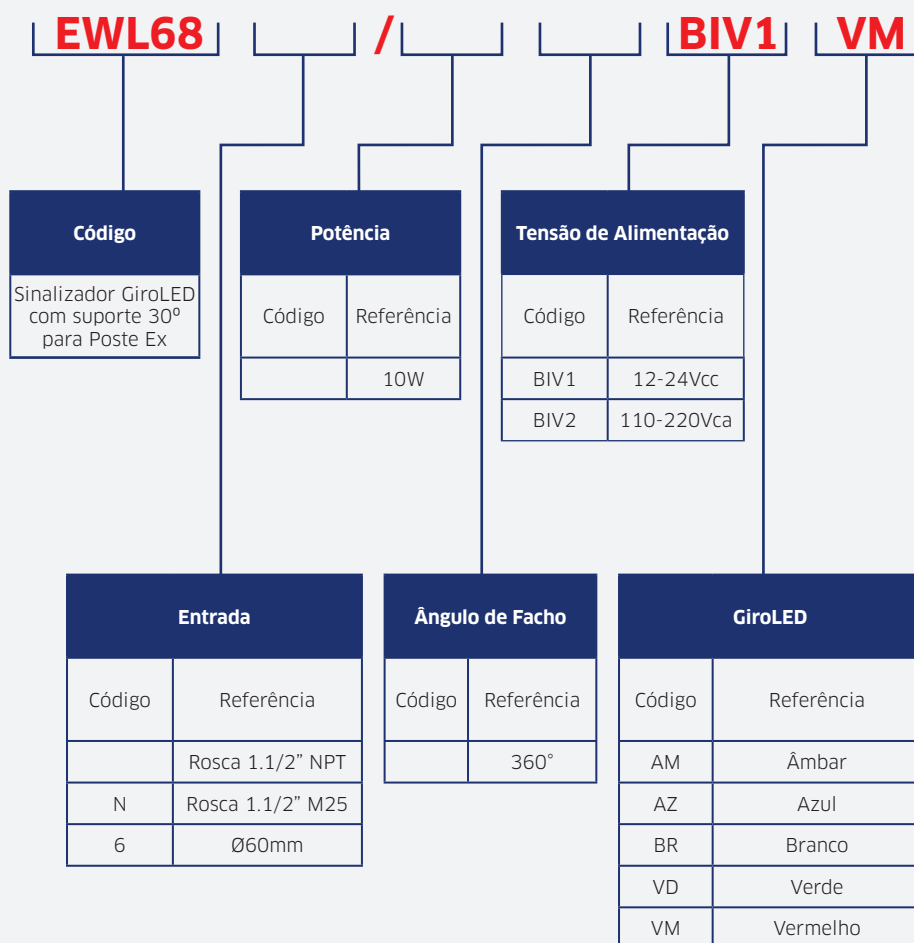 EWL68 / BIV1 VM
Código
Sinalizador GiroLED
com suporte 30º
para Poste Ex
Potência
Código Referência
10W
Tensão de Alimentação
Código Referência
BIV1 12-24Vcc
BIV2 110-220Vca
Entrada
Código Referência
Rosca 1.1/2” NPT
N Rosca 1.1/2” M25
6 Ø60mm
Ângulo de Facho
Código Referência
360°
GiroLED
Código Referência
AM Âmbar
AZ Azul
BR Branco
VD Verde
VM Vermelho